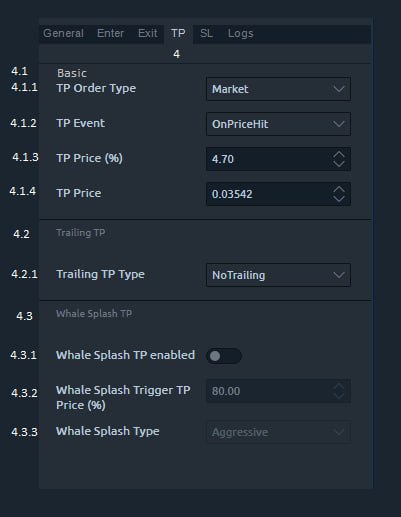 General Enter Exit TP SL Logs
4
4.1 Basic
4.1.1 TP Order Type Market
4.1.2 TP Event OnPriceHit
4.1.3 TP Price (%) 4.70
4.1.4 TP Price 0.03542
4.2 Trailing TP
4.2.1 Trailing TP Type NoTrailing
4.3 Whale Splash TP
4.3.1 Whale Splash TP enabled
4.3.2 Whale Splash Trigger TP 80.00
Price (%)
4.3.3 Whale Splash Type Aggressive